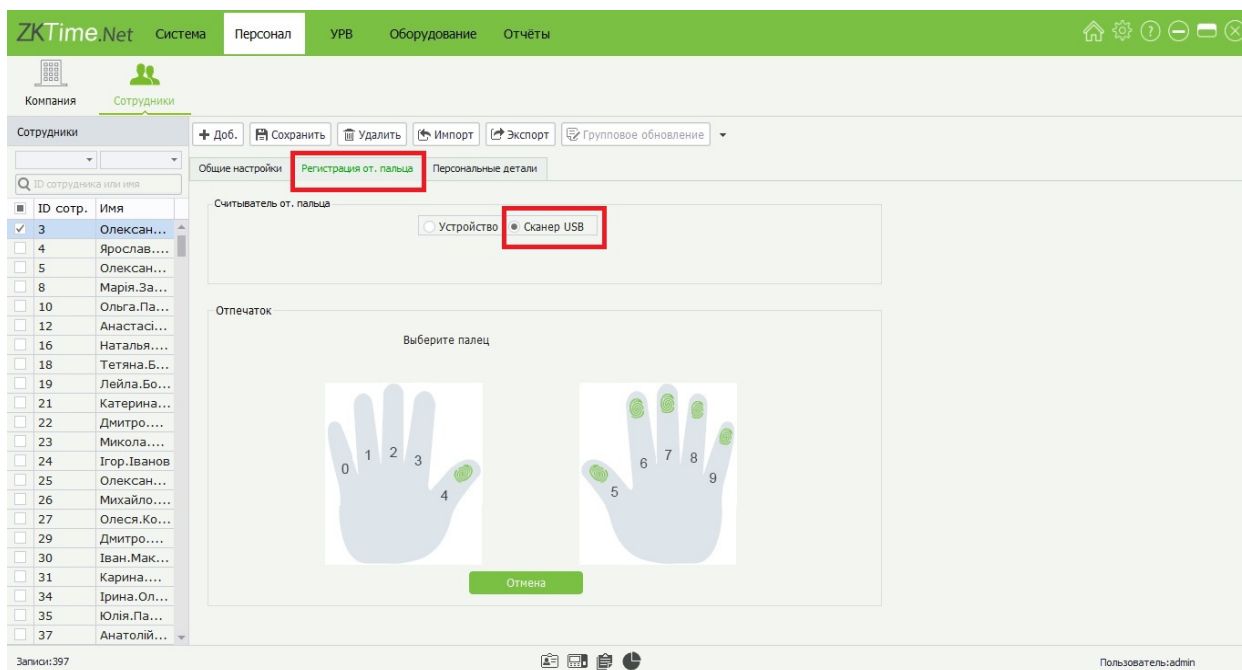 ZKTime.Net Система Персонал УРВ Оборудование Отчёты
Компания Сотрудники
Сотрудники
Доб. Сохранить Удалить Импорт Экспорт Групповое обновление
Общие настройки Регистрация от. пальца Персональные детали
ID сотрудника или имя
ID сотр. Имя
Считыватель от. пальца
Устройство Сканер USB
3 Олексан...
4 Ярослав....
5 Олексан...
8 Марія.За...
10 Ольга.Па...
12 Анастасі...
16 Наталья....
18 Тетяна.Б...
19 Лейла.Бо...
21 Катерина...
22 Дмитро....
23 Микола....
24 Ігор.Іванов
25 Олексан...
26 Михайло....
27 Олеся.Ко...
29 Дмитро....
30 Іван.Мак...
31 Карина....
34 Ірина.Ол...
35 Юлія.Па...
37 Анатолій...
Отпечаток
Выберите палец
0 1 2 3 4
5 6 7 8 9
Отмена
Записи:397
Пользователь:admin